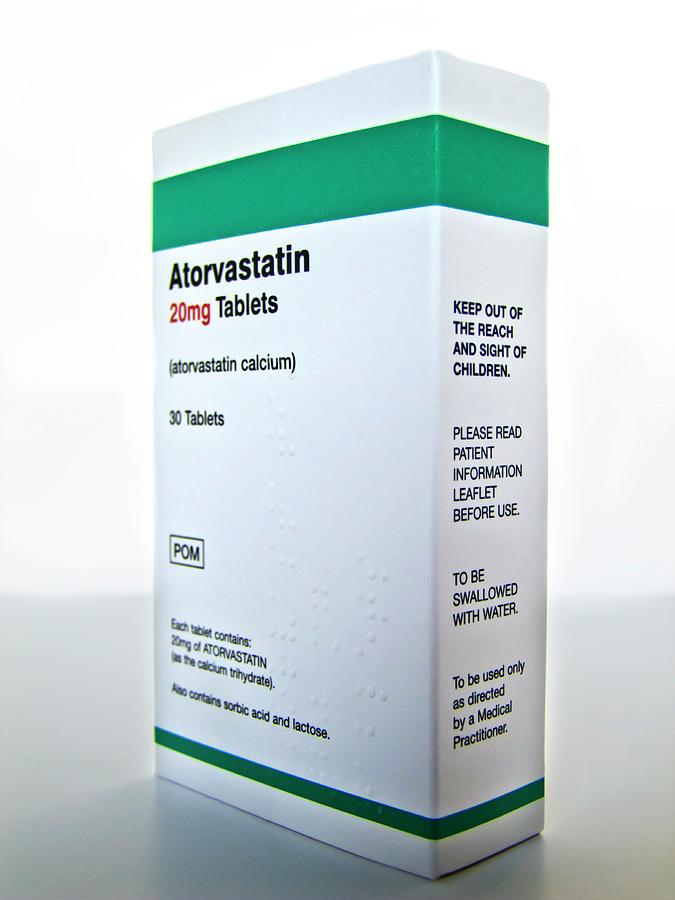 Atorvastatin
20mg Tablets
(atorvastatin calcium)
30 Tablets
POM
Each tablet contains:
20mg of ATORVASTATIN
(as the calcium trihydrate).
Also contains sorbic acid and lactose.
KEEP OUT OF
THE REACH
AND SIGHT OF
CHILDREN.
PLEASE READ
PATIENT
INFORMATION
LEAFLET
BEFORE USE.
TO BE
SWALLOWED
WITH WATER.
To be used only
as directed
by a Medical
Practitioner.